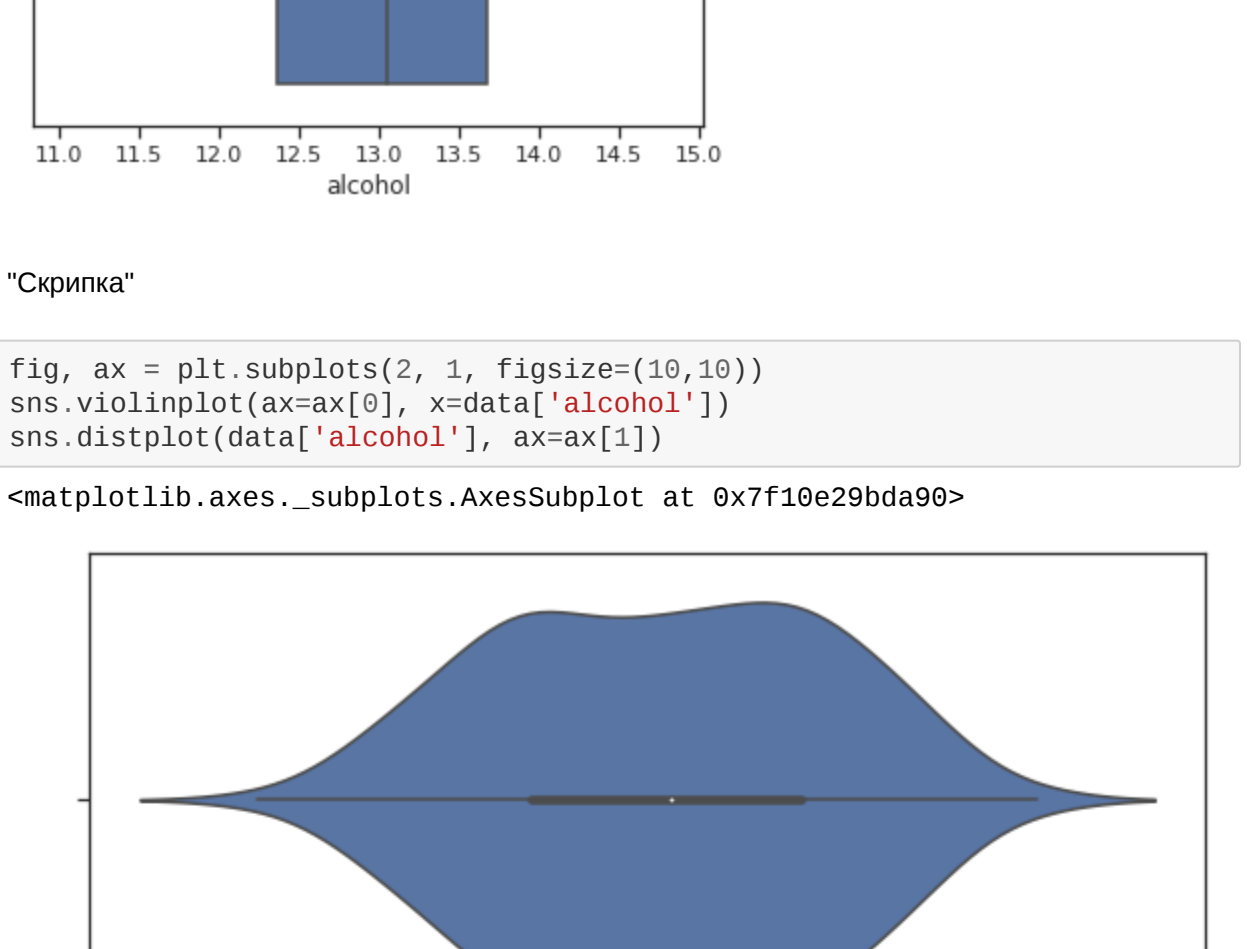 11.0 11.5 12.0 12.5 13.0 13.5 14.0 14.5 15.0
alcohol
"Скрипка"
fig, ax = plt.subplots(2, 1, figsize=(10,10))
sns.violinplot(ax=ax[0], x=data['alcohol'])
sns.distplot(data['alcohol'], ax=ax[1])
<matplotlib.axes._subplots.AxesSubplot at 0x7f10e29bda90>